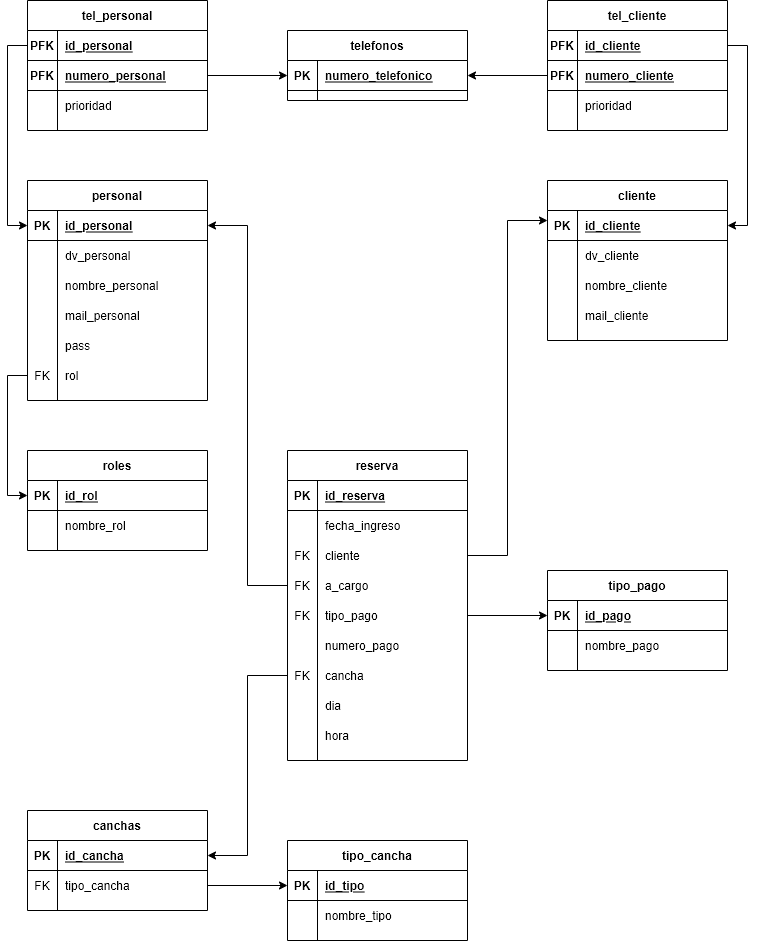 tel_personal
PFK id_personal
PFK numero_personal
prioridad
telefonos
PK numero_telefonico
tel_cliente
PFK id_cliente
PFK numero_cliente
prioridad
personal
PK id_personal
dv_personal
nombre_personal
mail_personal
pass
FK rol
cliente
PK id_cliente
dv_cliente
nombre_cliente
mail_cliente
roles
PK id_rol
nombre_rol
reserva
PK id_reserva
fecha_ingreso
FK cliente
FK a_cargo
FK tipo_pago
numero_pago
FK cancha
dia
hora
tipo_pago
PK id_pago
nombre_pago
canchas
PK id_cancha
FK tipo_cancha
tipo_cancha
PK id_tipo
nombre_tipo